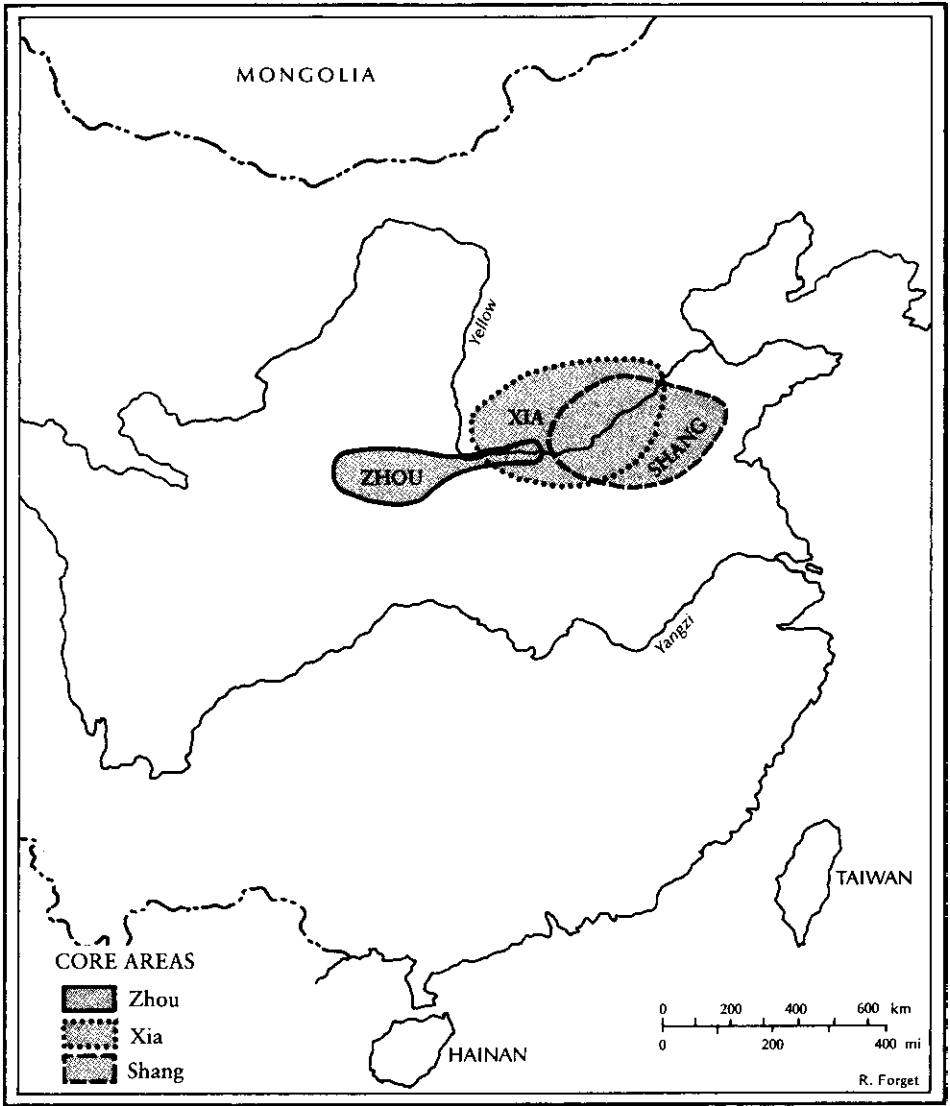 MONGOLIA
Yellow
XIA
SHANG
ZHOU
Yangzi
TAIWAN
CORE AREAS
Zhou
Xia
Shang
HAINAN
0 200 400 600 km
0 200 400 mi
R. Forget